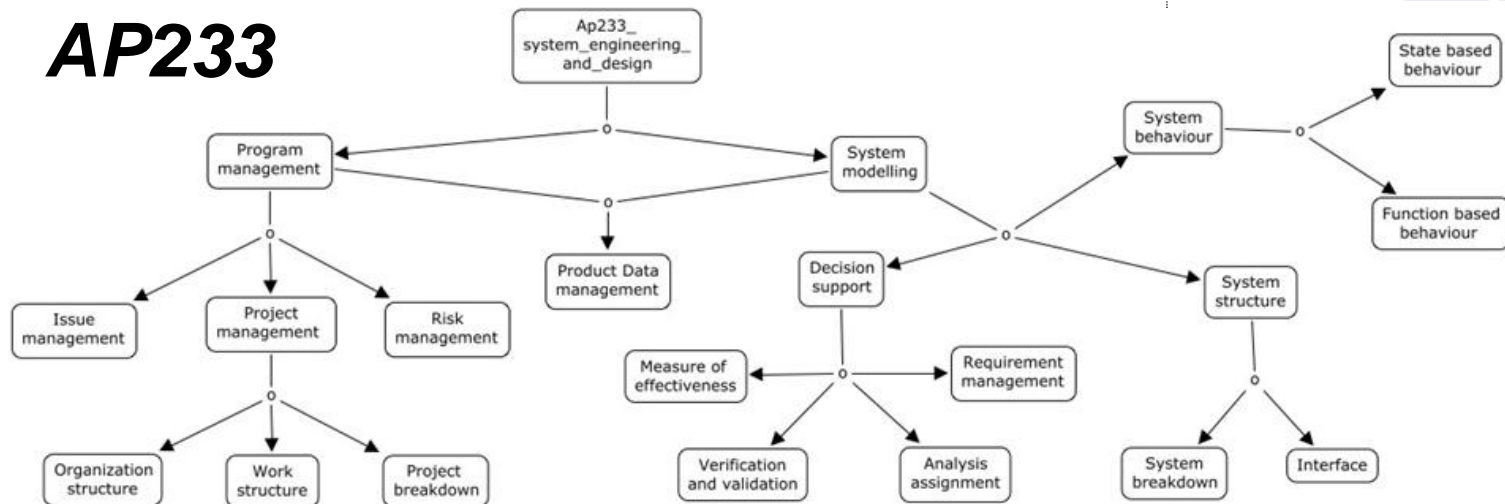 AP233
Ap233_
system_engineering_
and_design
Program
management
System
modelling
System
behaviour
State based
behaviour
Function based
behaviour
Product Data
management
Decision
support
System
structure
Issue
management
Project
management
Risk
management
Measure of
effectiveness
Requirement
management
Organization
structure
Work
structure
Project
breakdown
Verification
and validation
Analysis
assignment
System
breakdown
Interface